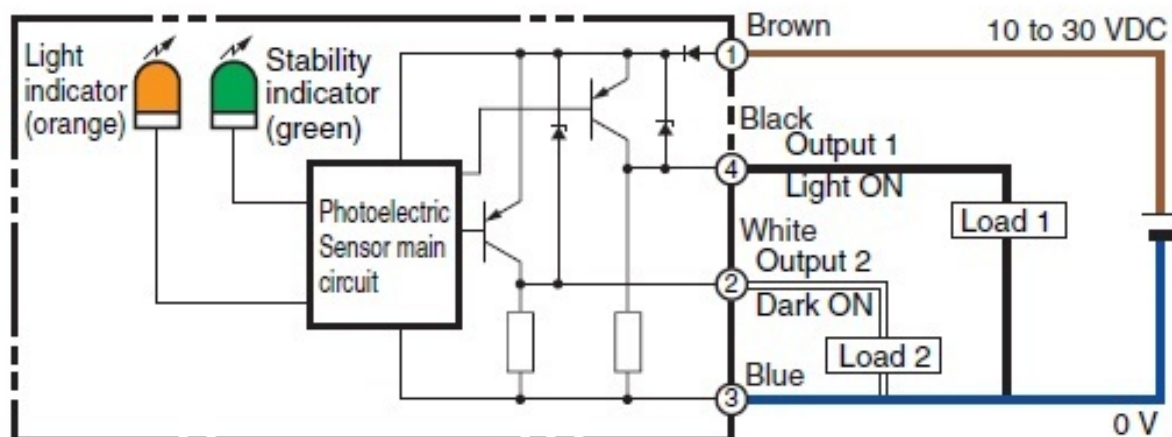 Light
indicator
(orange)
Stability
indicator
(green)
Photoelectric
Sensor main
circuit
1
Brown
10 to 30 VDC
Black
4
Output 1
Light ON
Load 1
White
2
Output 2
Dark ON
Load 2
3
Blue
0 V